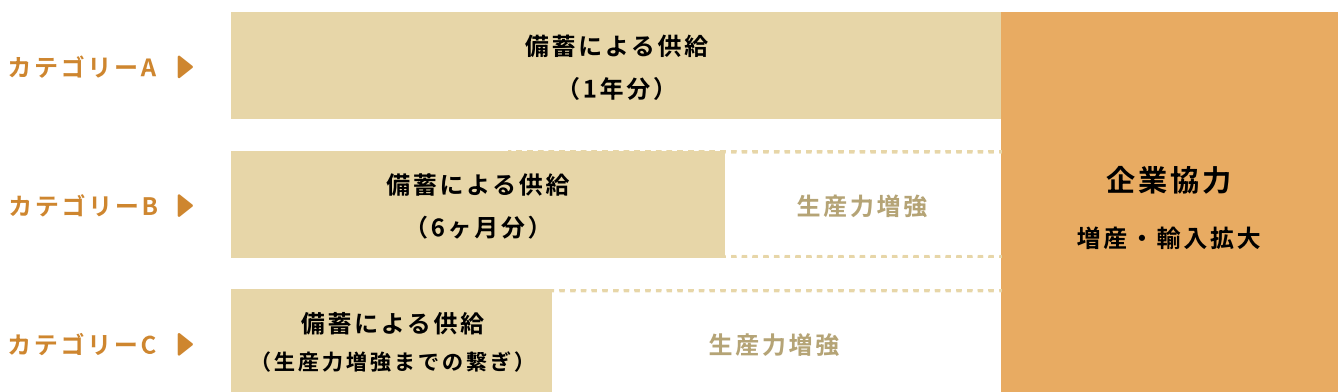 カテゴリーA
備蓄による供給
（1年分）
カテゴリーB
備蓄による供給
（6ヶ月分）
生産力増強
カテゴリーC
備蓄による供給
（生産力増強までの繋ぎ）
生産力増強
企業協力
増産・輸入拡大